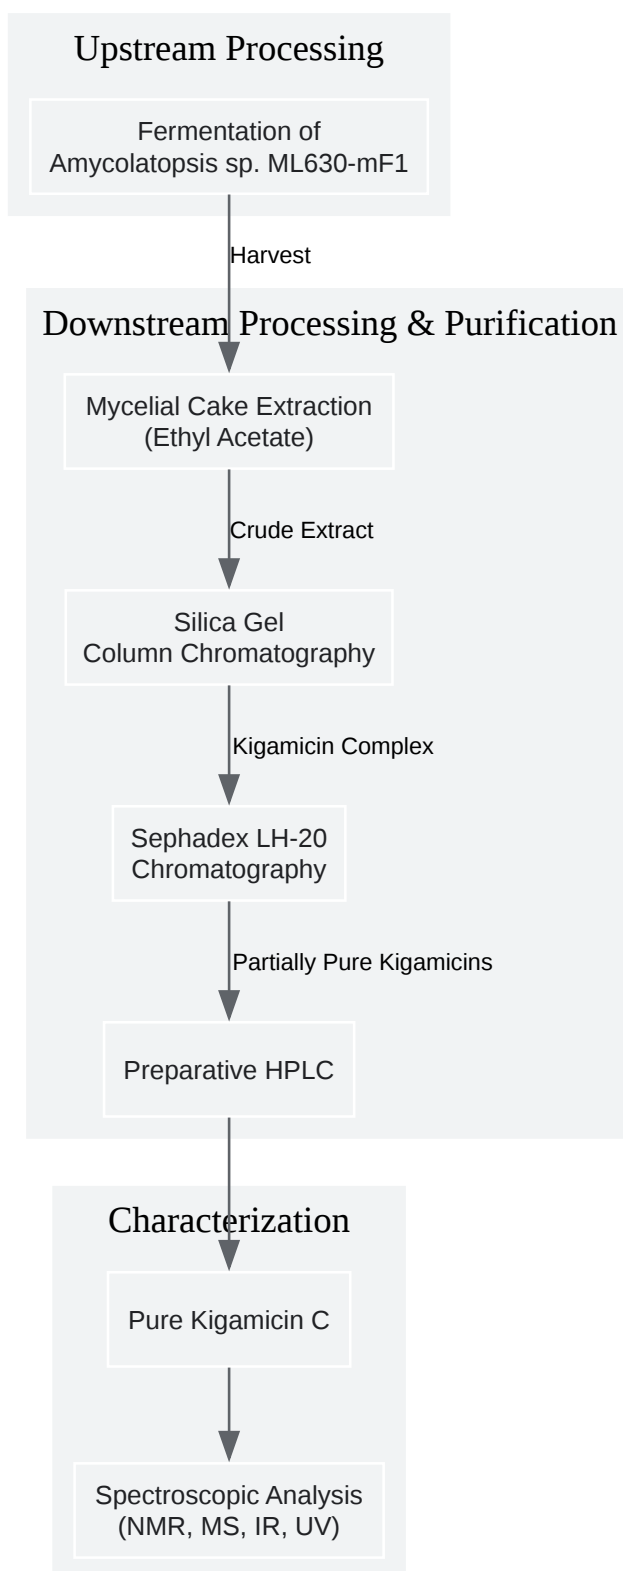 Upstream Processing
Fermentation of
Amycolatopsis sp. ML630-mF1
Harvest
Downstream Processing & Purification
Mycelial Cake Extraction
(Ethyl Acetate)
Crude Extract
Silica Gel
Column Chromatography
Kigamicin Complex
Sephadex LH-20
Chromatography
Partially Pure Kigamicins
Preparative HPLC
Characterization
Pure Kigamicin C
Spectroscopic Analysis
(NMR, MS, IR, UV)